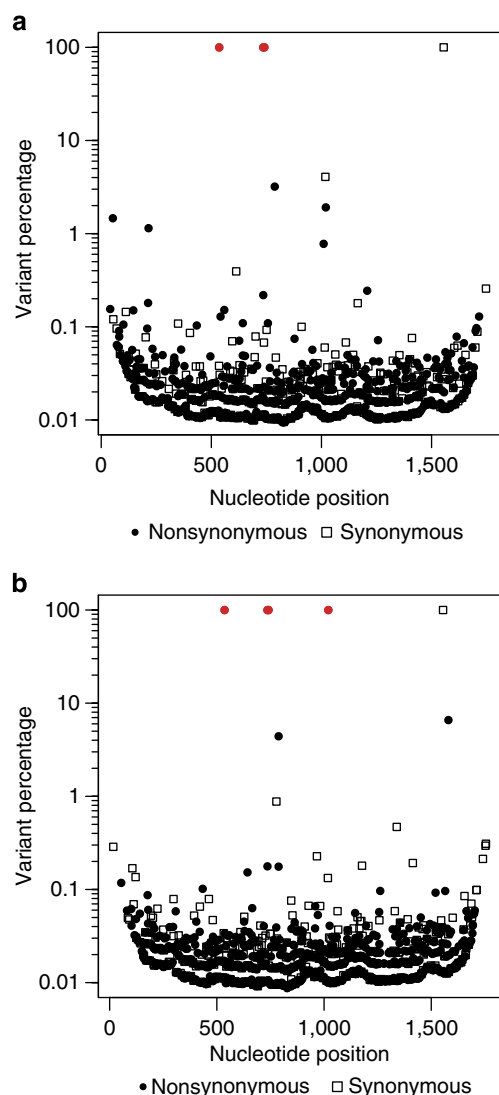 a
Variant percentage
100
10
1
0.1
0.01
0
500
1,000
1,500
Nucleotide position
● Nonsynonymous □ Synonymous
b
Variant percentage
100
10
1
0.1
0.01
0
500
1,000
1,500
Nucleotide position
● Nonsynonymous □ Synonymous